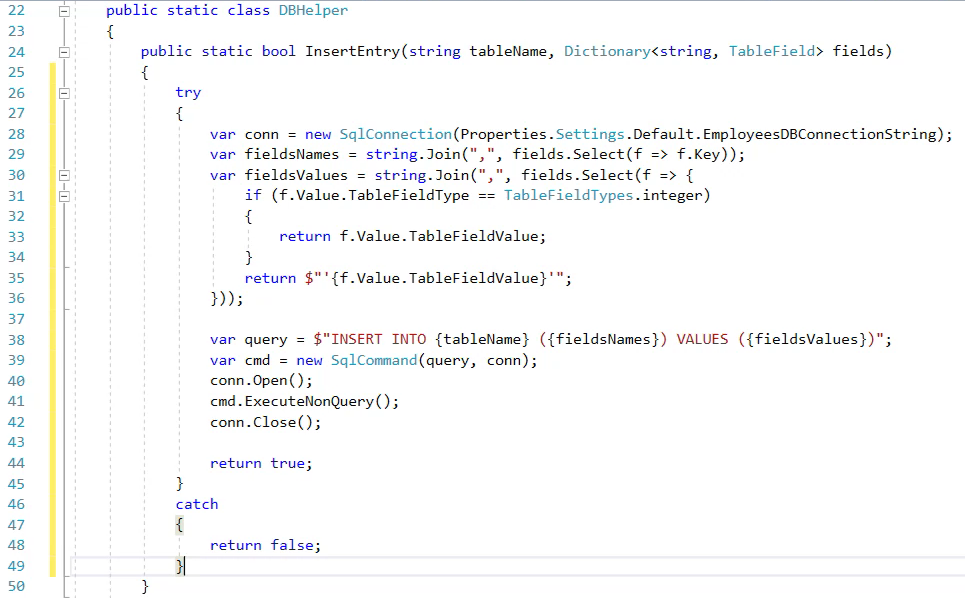 22 public static class DBHelper
23 {
24 public static bool InsertEntry(string tableName, Dictionary<string, TableField> fields)
25 {
26 try
27 {
28 var conn = new SqlConnection(Properties.Settings.Default.EmployeesDBConnectionString);
29 var fieldsNames = string.Join(",", fields.Select(f => f.Key));
30 var fieldsValues = string.Join(",", fields.Select(f => {
31 if (f.Value.TableFieldType == TableFieldTypes.integer)
32 {
33 return f.Value.TableFieldValue;
34 }
35 return $"'{f.Value.TableFieldValue}'";
36 }));
37
38 var query = $"INSERT INTO {tableName} ({fieldsNames}) VALUES ({fieldsValues})";
39 var cmd = new SqlCommand(query, conn);
40 conn.Open();
41 cmd.ExecuteNonQuery();
42 conn.Close();
43
44 return true;
45 }
46 catch
47 {
48 return false;
49 }
50 }